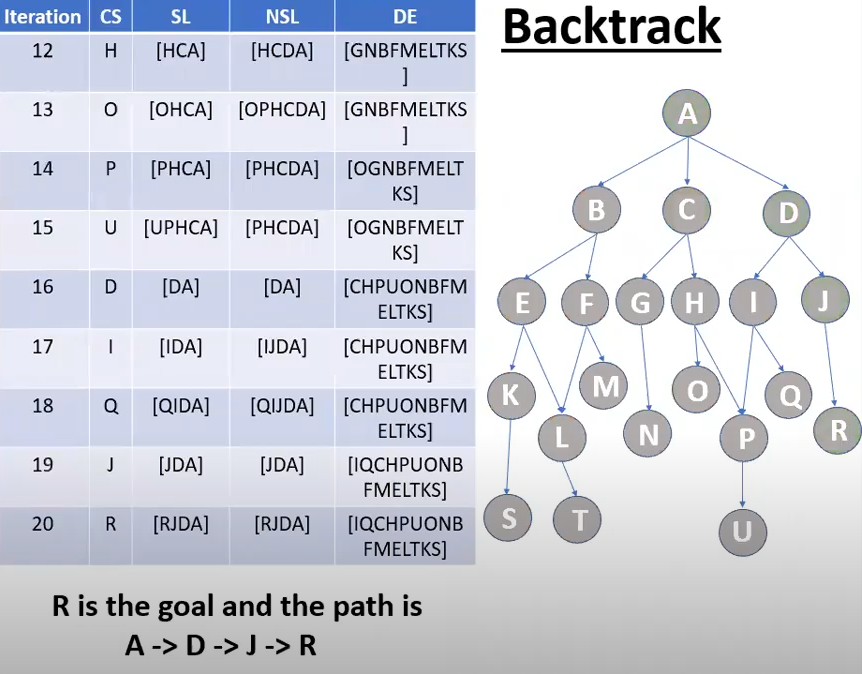 Iteration CS SL NSL DE
12 H [HCA] [HCDA] [GNBFMELTKS
]
13 O [OHCA] [OPHCDA] [GNBFMELTKS
]
14 P [PHCA] [PHCDA] [OGNBFMELT
KS]
15 U [UPHCA] [PHCDA] [OGNBFMELT
KS]
16 D [DA] [DA] [CHPUONBFM
ELTKS]
17 I [IDA] [IJDA] [CHPUONBFM
ELTKS]
18 Q [QIDA] [QIJDA] [CHPUONBFM
ELTKS]
19 J [JDA] [JDA] [IQCHPUONB
FMELTKS]
20 R [RJDA] [RJDA] [IQCHPUONB
FMELTKS]
R is the goal and the path is
A -> D -> J -> R
Backtrack
A
B C D
E F G H I J
K M O Q
L N P R
S T U